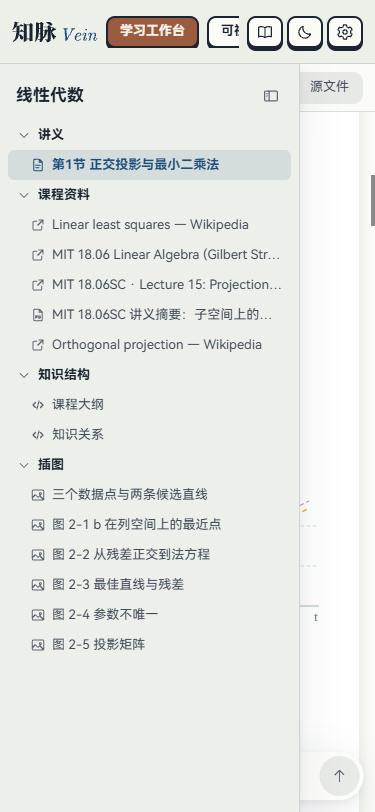 知脉 Vein 学习工作台 可视
线性代数
源文件
讲义
第1节 正交投影与最小二乘法
课程资料
Linear least squares — Wikipedia
MIT 18.06 Linear Algebra (Gilbert Str...
MIT 18.06SC · Lecture 15: Projection...
MIT 18.06SC 讲义摘要：子空间上的...
Orthogonal projection — Wikipedia
知识结构
课程大纲
知识关系
插图
三个数据点与两条候选直线
图 2-1 b 在列空间上的最近点
图 2-2 从残差正交到法方程
图 2-3 最佳直线与残差
图 2-4 参数不唯一
t
图 2-5 投影矩阵